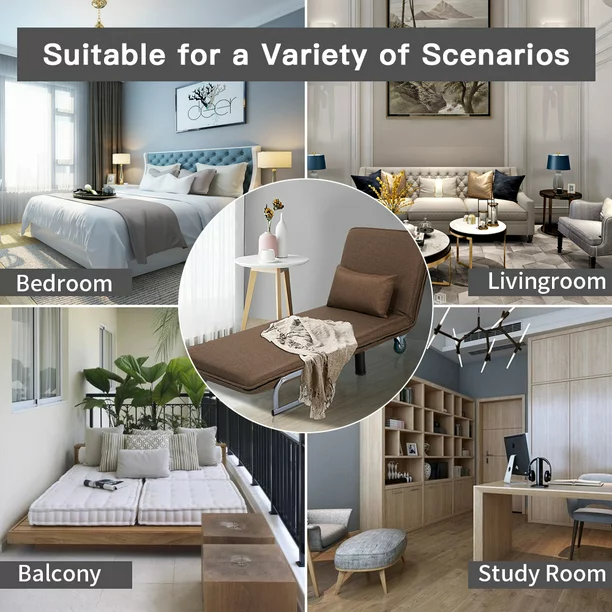 Suitable for a Variety of Scenarios
deer
Bedroom
Livingroom
Balcony
Study Room